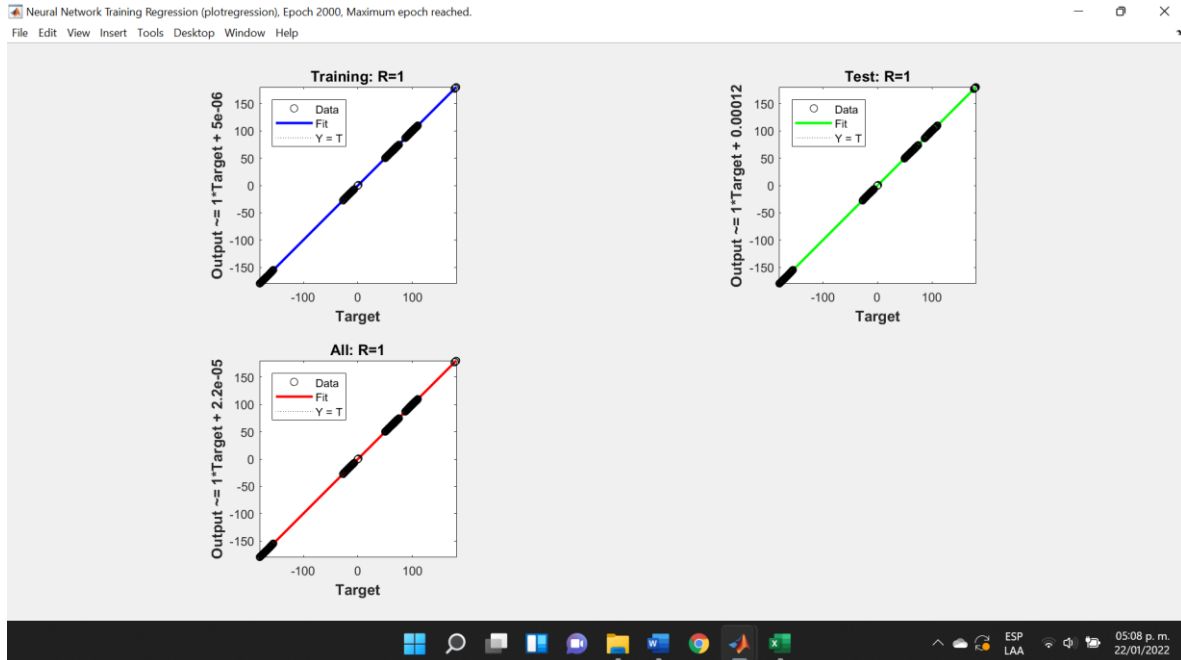 Neural Network Training Regression (plotregression), Epoch 2000, Maximum epoch reached.
File Edit View Insert Tools Desktop Window Help
Training: R=1
Output ~= 1*Target + 5e-06
150
100
50
0
-50
-100
-150
Data
Fit
Y = T
-100 0 100
Target
Test: R=1
Output ~= 1*Target + 0.00012
150
100
50
0
-50
-100
-150
Data
Fit
Y = T
-100 0 100
Target
All: R=1
Output ~= 1*Target + 2.2e-05
150
100
50
0
-50
-100
-150
Data
Fit
Y = T
-100 0 100
Target
ESP
LAA
05:08 p. m.
22/01/2022